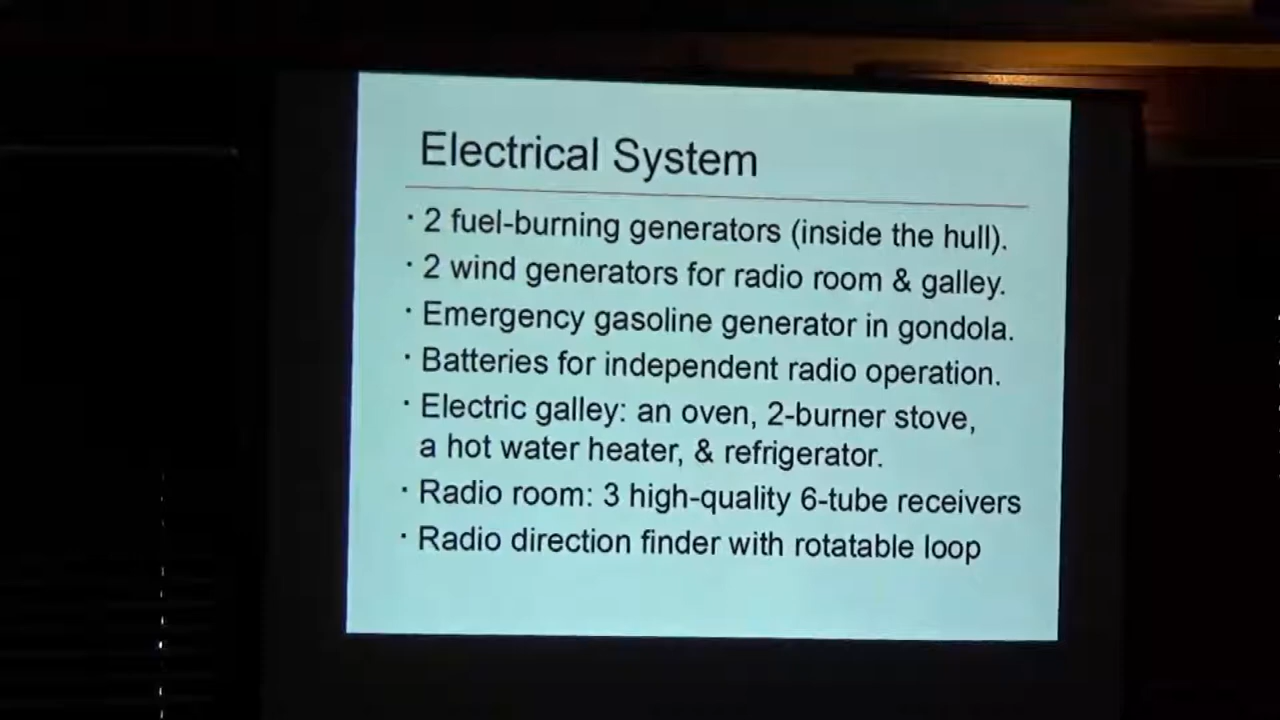 Electrical System
· 2 fuel-burning generators (inside the hull).
· 2 wind generators for radio room & galley.
· Emergency gasoline generator in gondola.
· Batteries for independent radio operation.
· Electric galley: an oven, 2-burner stove,
a hot water heater, & refrigerator.
· Radio room: 3 high-quality 6-tube receivers
· Radio direction finder with rotatable loop